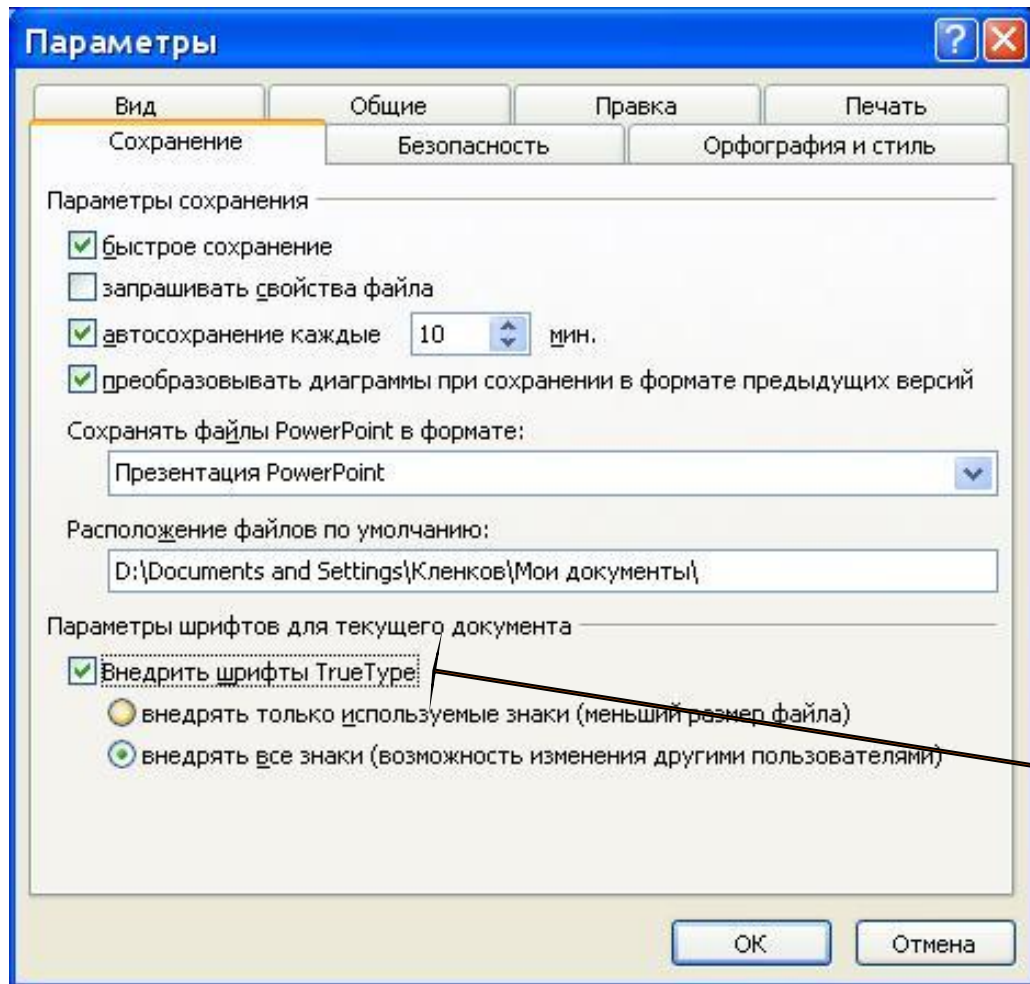 Параметры
Вид Общие Правка Печать
Сохранение Безопасность Орфография и стиль
Параметры сохранения
быстрое сохранение
запрашивать свойства файла
автосохранение каждые 10 мин.
преобразовывать диаграммы при сохранении в формате предыдущих версий
Сохранять файлы PowerPoint в формате:
Презентация PowerPoint
Расположение файлов по умолчанию:
D:\Documents and Settings\Кленков\Мои документы\
Параметры шрифтов для текущего документа
Внедрить шрифты TrueType
внедрять только используемые знаки (меньший размер файла)
внедрять все знаки (возможность изменения другими пользователями)
ОК Отмена